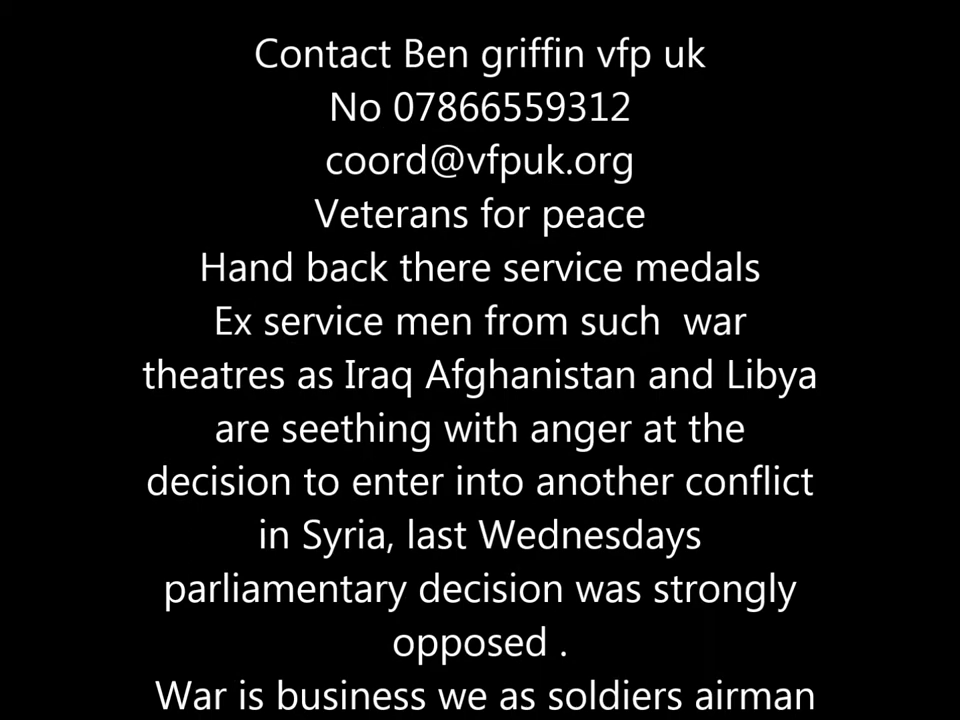 Contact Ben griffin vfp uk
No 07866559312
coord@vfpuk.org
Veterans for peace
Hand back there service medals
Ex service men from such  war
theatres as Iraq Afghanistan and Libya
are seething with anger at the
decision to enter into another conflict
in Syria, last Wednesdays
parliamentary decision was strongly
opposed .
War is business we as soldiers airman